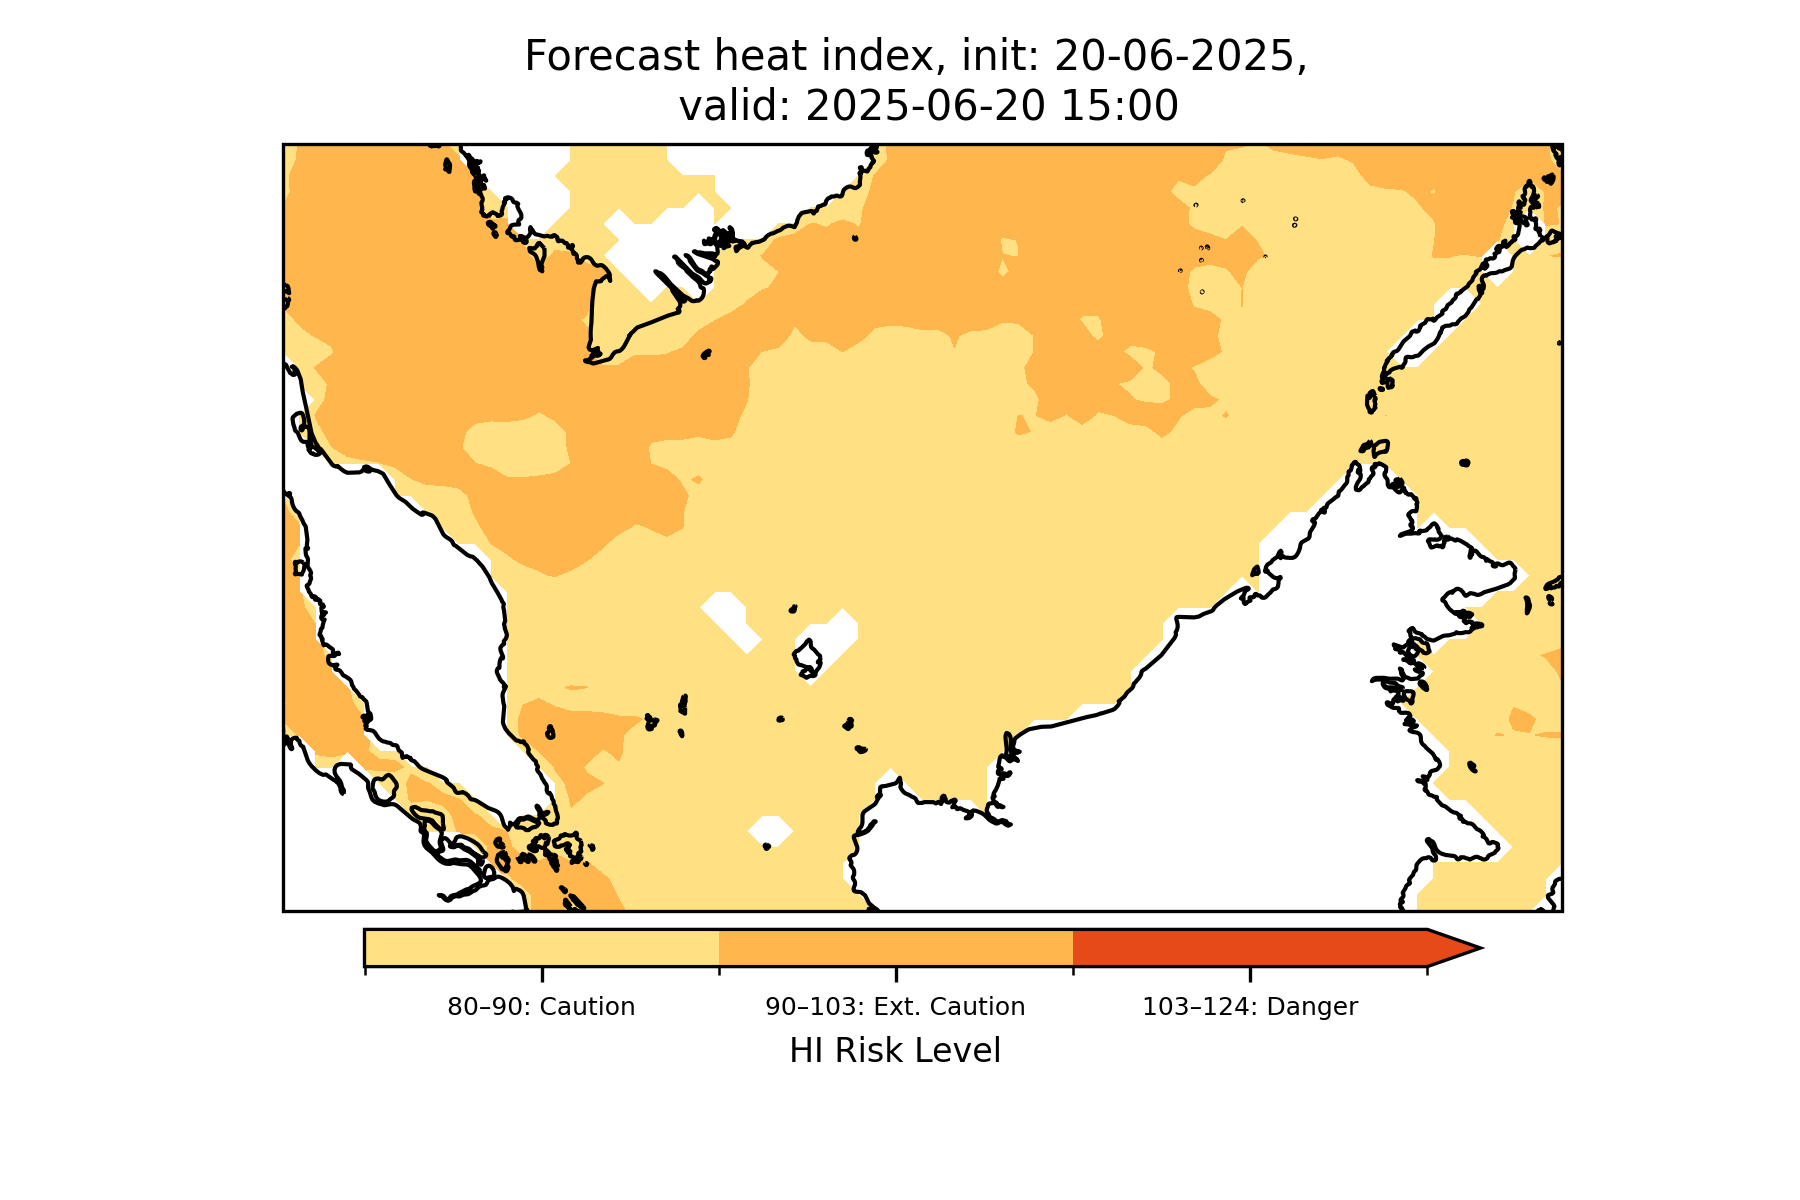 Forecast heat index, init: 20-06-2025,
valid: 2025-06-20 15:00
80–90: Caution
90–103: Ext. Caution
103–124: Danger
HI Risk Level